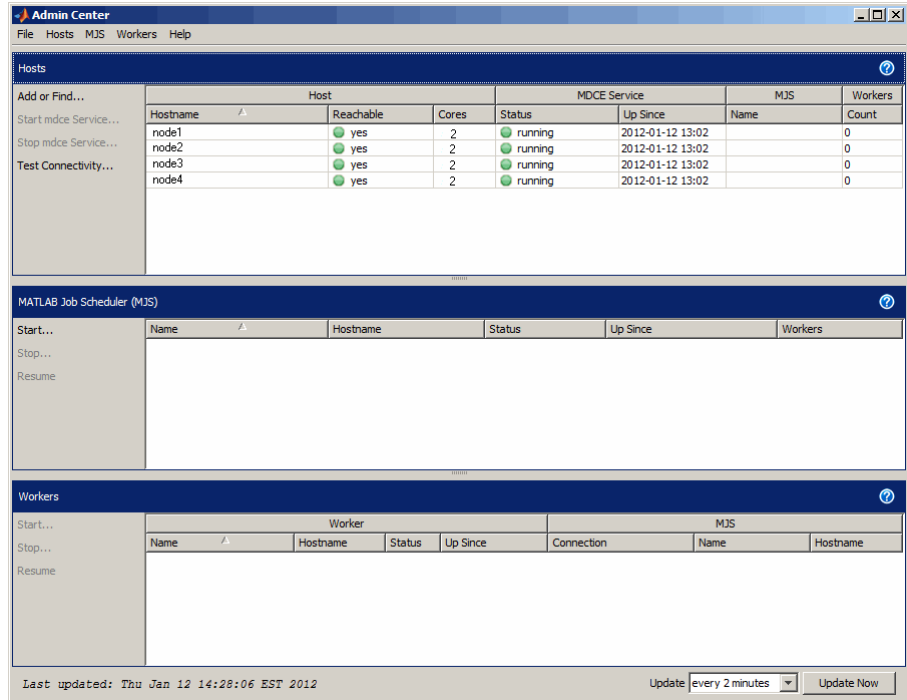 Admin Center
File Hosts MJS Workers Help
Hosts
Add or Find...
Start mdce Service...
Stop mdce Service...
Test Connectivity...
Host MDCE Service MJS Workers
Hostname Reachable Cores Status Up Since Name Count
node1 yes 2 running 2012-01-12 13:02 0
node2 yes 2 running 2012-01-12 13:02 0
node3 yes 2 running 2012-01-12 13:02 0
node4 yes 2 running 2012-01-12 13:02 0
MATLAB Job Scheduler (MJS)
Start...
Stop...
Resume
Name Hostname Status Up Since Workers
Workers
Start...
Stop...
Resume
Worker MJS
Name Hostname Status Up Since Connection Name Hostname
Last updated: Thu Jan 12 14:28:06 EST 2012
Update every 2 minutes Update Now